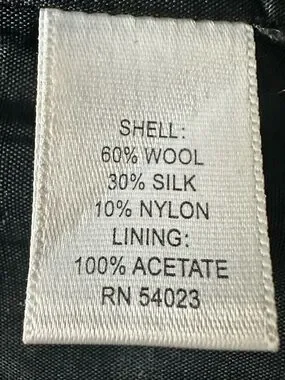 SHELL:
60% WOOL
30% SILK
10% NYLON
LINING:
100% ACETATE
RN 54023